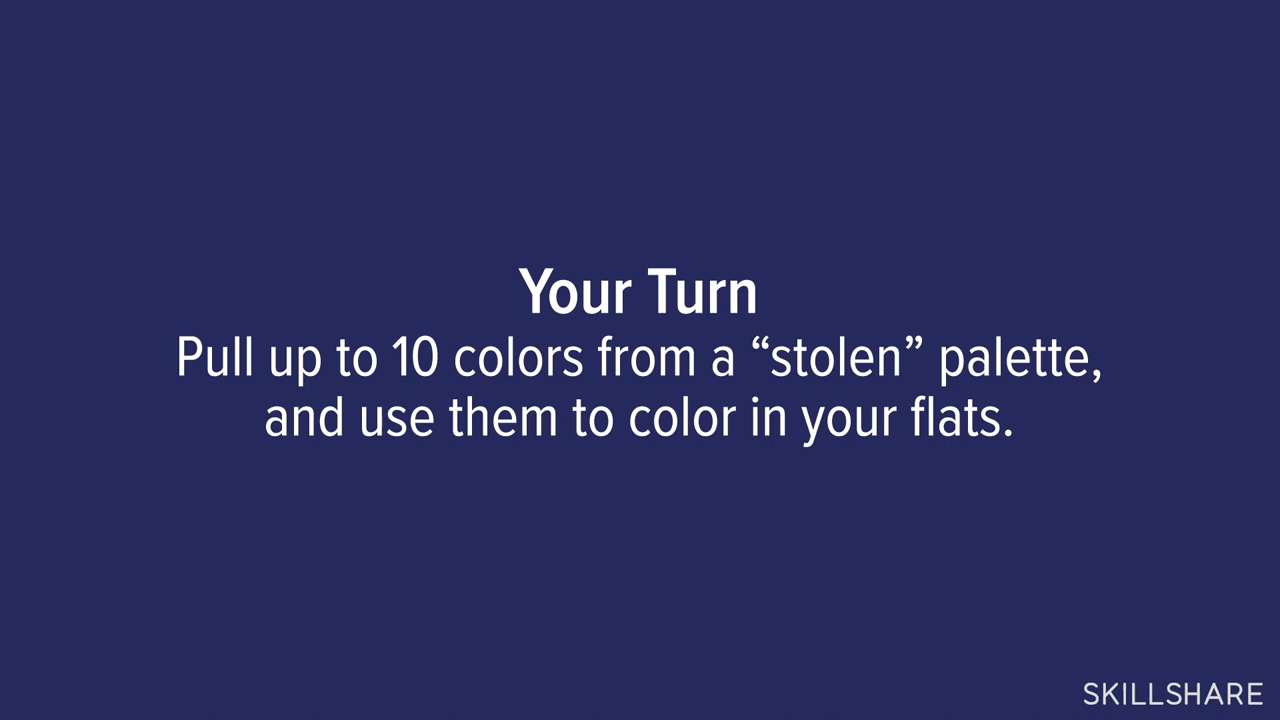 Your Turn
Pull up to 10 colors from a “stolen” palette,
and use them to color in your flats.
SKILLSHARE